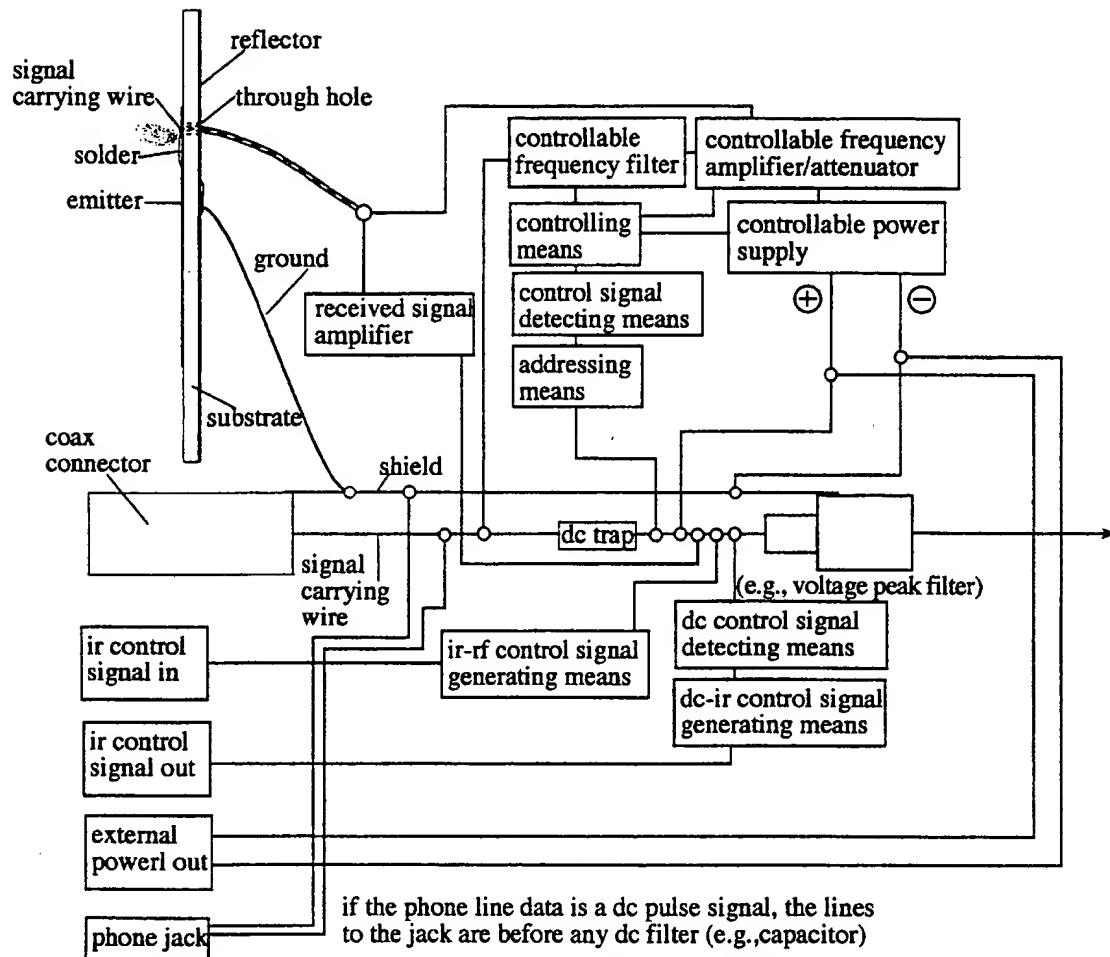 reflector
signal
carrying wire
through hole
solder
emitter
ground
controllable
frequency filter
controllable frequency
amplifier/attenuator
controlling
means
controllable power
supply
control signal
detecting means
received signal
amplifier
addressing
means
+
−
substrate
coax
connector
shield
dc trap
signal
carrying
wire
(e.g., voltage peak filter)
ir control
signal in
ir-rf control signal
generating means
dc control signal
detecting means
dc-ir control signal
generating means
ir control
signal out
external
powerl out
phone jack
if the phone line data is a dc pulse signal, the lines
to the jack are before any dc filter (e.g.,capacitor)